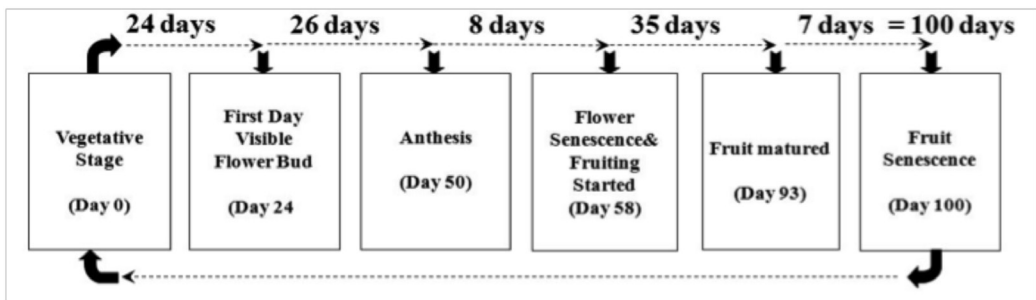 24 days 26 days 8 days 35 days 7 days = 100 days
Vegetative
Stage
(Day 0)
First Day
Visible
Flower Bud
(Day 24
Anthesis
(Day 50)
Flower
Senescence&
Fruiting
Started
(Day 58)
Fruit matured
(Day 93)
Fruit
Senescence
(Day 100)